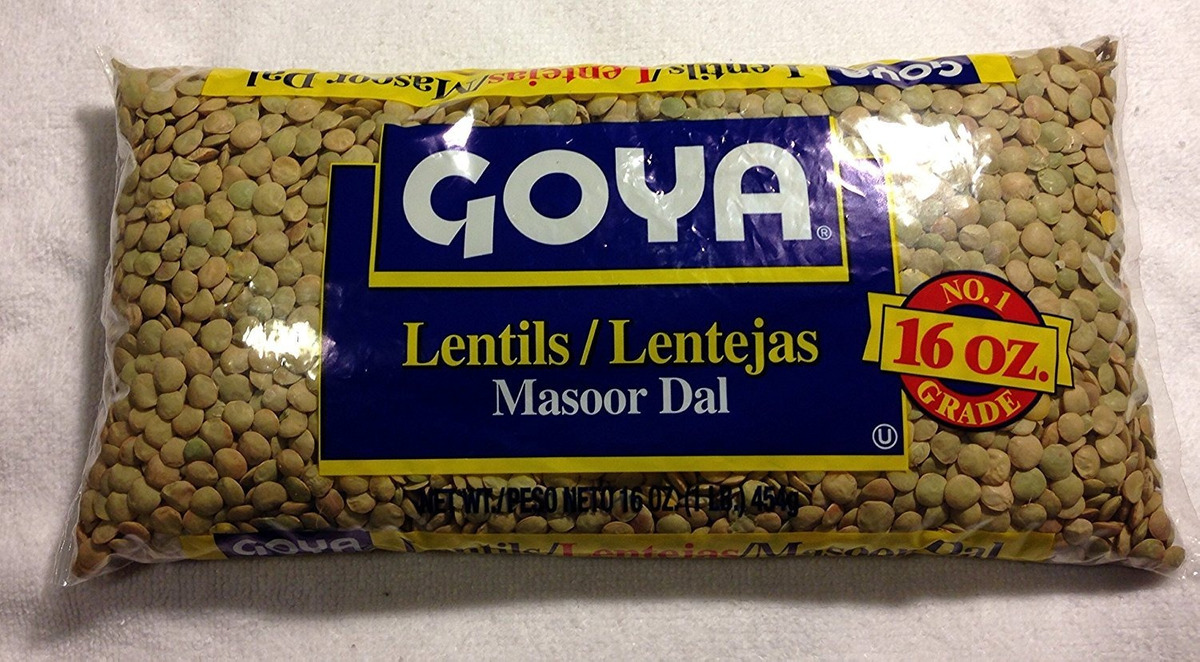 Lentils/Lentejas/Masoor Dal
GOYA
GOYA®
Lentils / Lentejas
Masoor Dal
NO. 1
16 OZ.
GRADE
U
NET WT./PESO NETO 16 OZ. (1 LB.) 454g
GOYA
Lentils/Lentejas/Masoor Dal